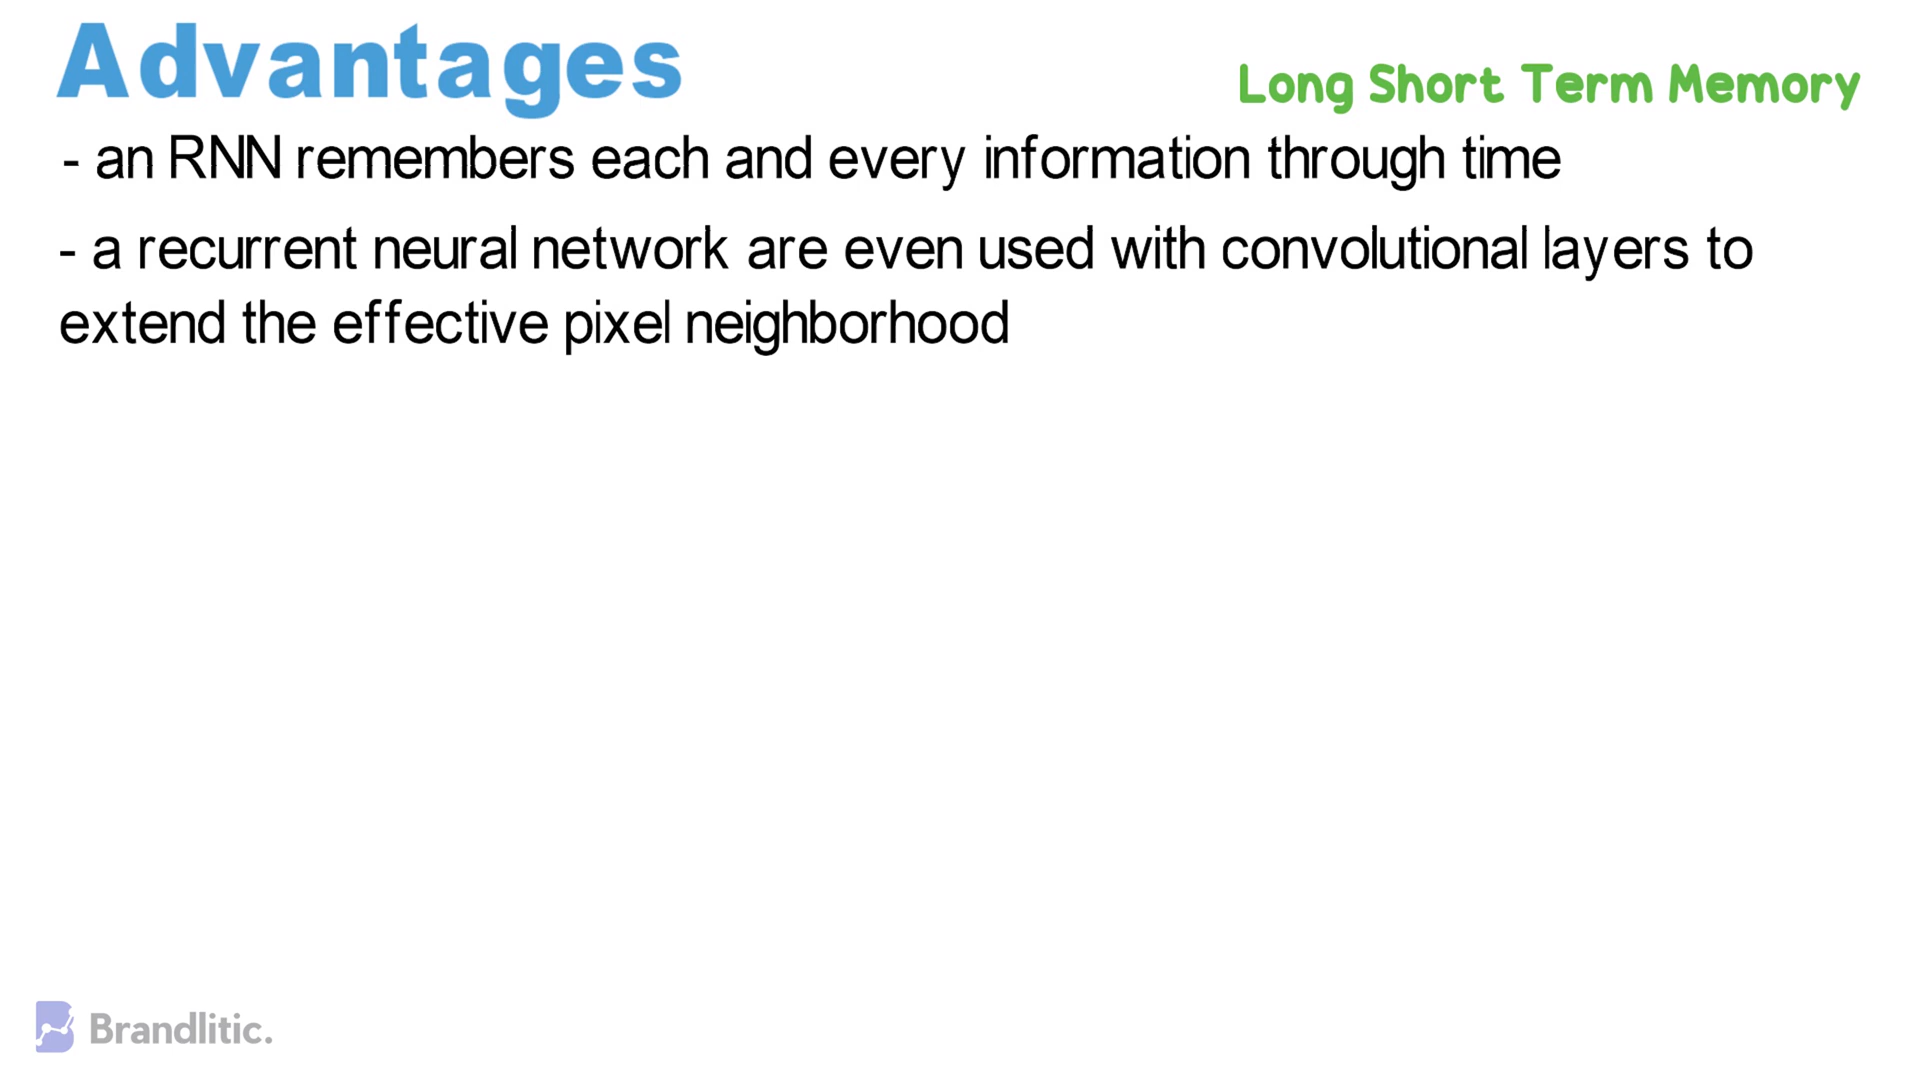 Advantages
Long Short Term Memory
- an RNN remembers each and every information through time
- a recurrent neural network are even used with convolutional layers to
extend the effective pixel neighborhood
Brandlitic.